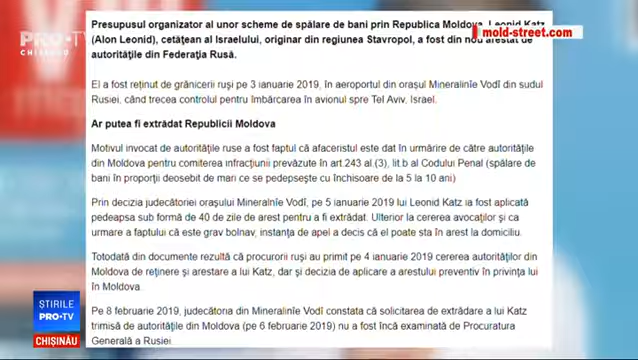 Presupusul organizator al unor scheme de spălare de bani prin Republica Moldova, Leonid Katz
(Alon Leonid), cetățean al Israelului, originar din regiunea Stavropol, a fost din nou arestat de
autoritățile din Federația Rusă.
mold-street.com
PRO•TV
CHIȘINĂU
El a fost reținut de grănicerii ruși pe 3 ianuarie 2019, în aeroportul din orașul Mineralinîe Vodî din sudul
Rusiei, când trecea controlul pentru îmbarcarea în avionul spre Tel Aviv, Israel.
Ar putea fi extrădat Republicii Moldova
Motivul invocat de autoritățile ruse a fost faptul că afaceristul este dat în urmărire de către autoritățile
din Moldova pentru comiterea infracțiunii prevăzute în art.243 al.(3), lit.b al Codului Penal (spălare de
bani în proporții deosebit de mari ce se pedepsește cu închisoare de la 5 la 10 ani)
Prin decizia judecătoriei orașului Mineralinîe Vodî, pe 5 ianuarie 2019 lui Leonid Katz ia fost aplicată
pedeapsa sub formă de 40 de zile de arest pentru a fi extrădat. Ulterior la cererea avocaților și ca
urmare a faptului că este grav bolnav, instanța de apel a decis că el poate sta în arest la domiciliu.
Totodată din documente rezultă că procurorii ruși au primit pe 4 ianuarie 2019 cererea autorităților din
Moldova de reținere și arestare a lui Katz, dar și decizia de aplicare a arestului preventiv în privința lui
în Moldova.
Pe 8 februarie 2019, judecătoria din Mineralinîe Vodî constata că solicitarea de extrădare a lui Katz
trimisă de autoritățile din Moldova (pe 6 februarie 2019) nu a fost încă examinată de Procuratura
Generală a Rusiei.
ȘTIRILE
PRO•TV
CHIȘINĂU